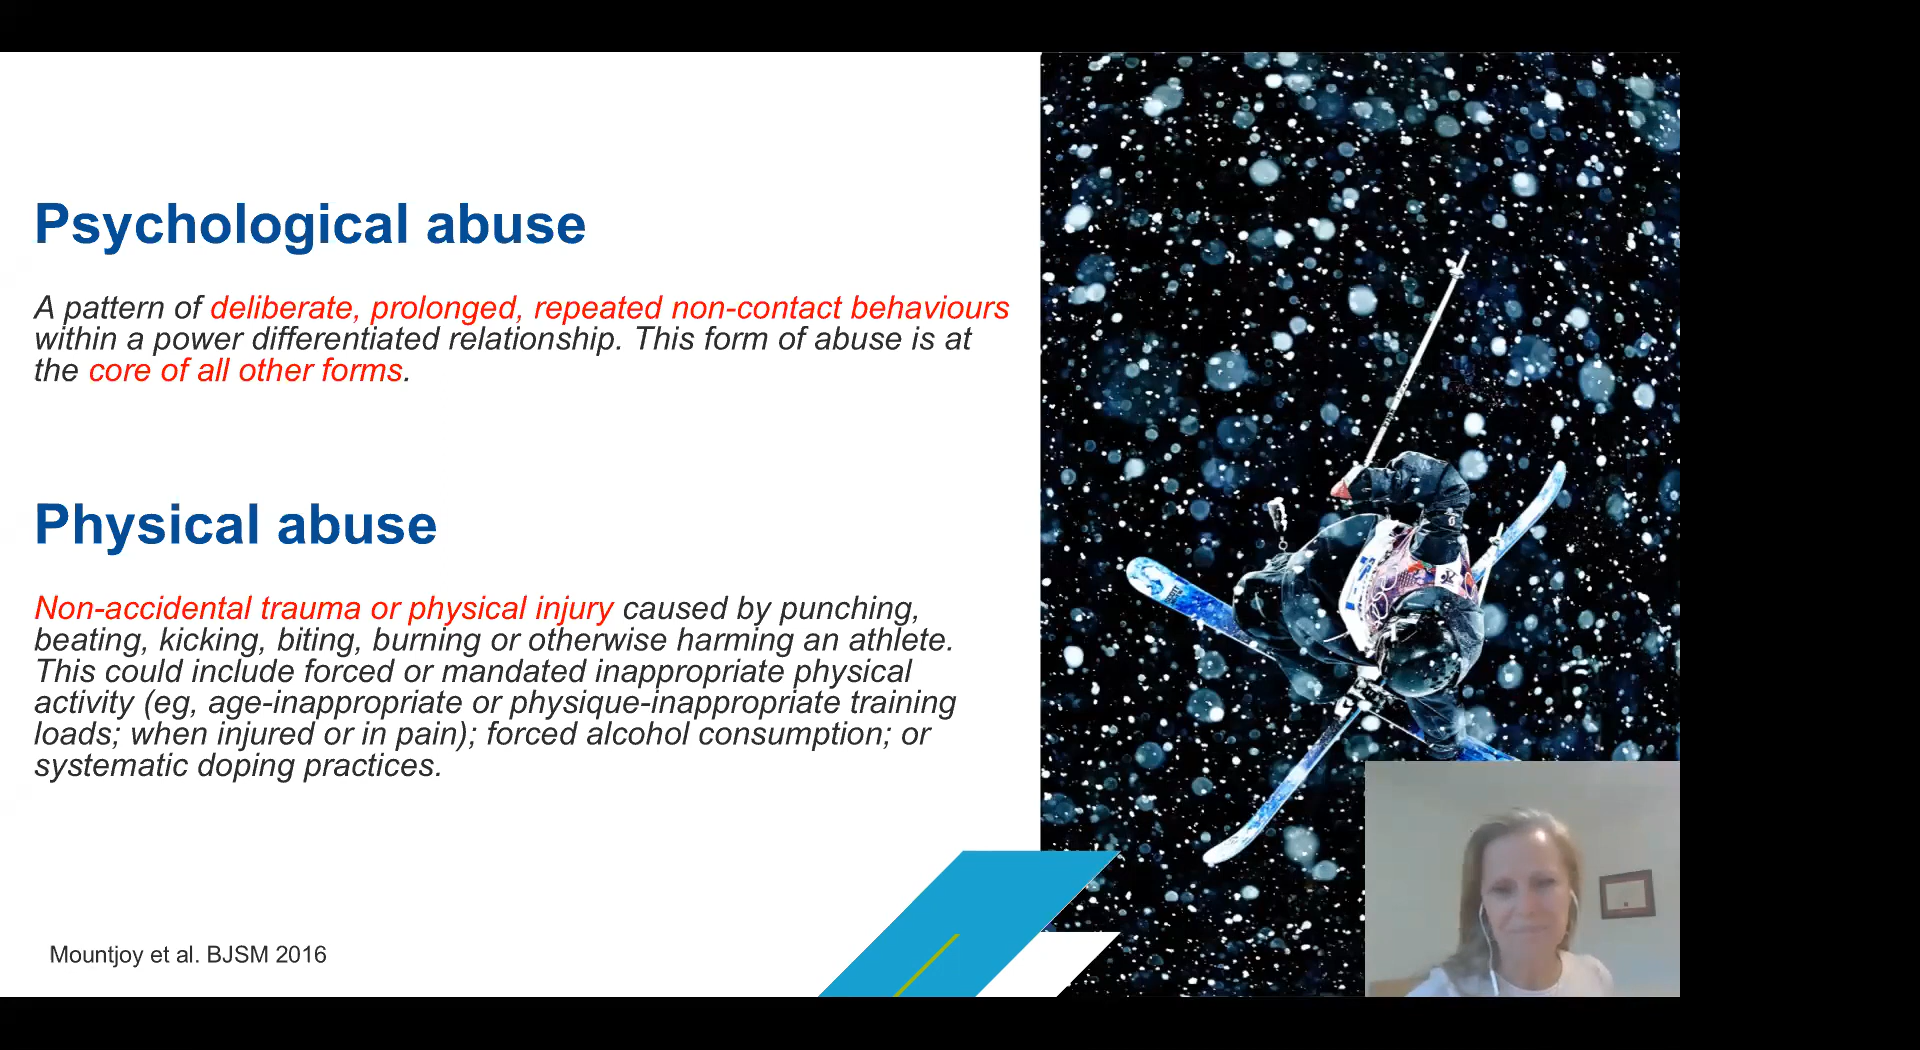 Psychological abuse
A pattern of deliberate, prolonged, repeated non-contact behaviours
within a power differentiated relationship. This form of abuse is at
the core of all other forms.
Physical abuse
Non-accidental trauma or physical injury caused by punching,
beating, kicking, biting, burning or otherwise harming an athlete.
This could include forced or mandated inappropriate physical
activity (eg, age-inappropriate or physique-inappropriate training
loads; when injured or in pain); forced alcohol consumption; or
systematic doping practices.
Mountjoy et al. BJSM 2016